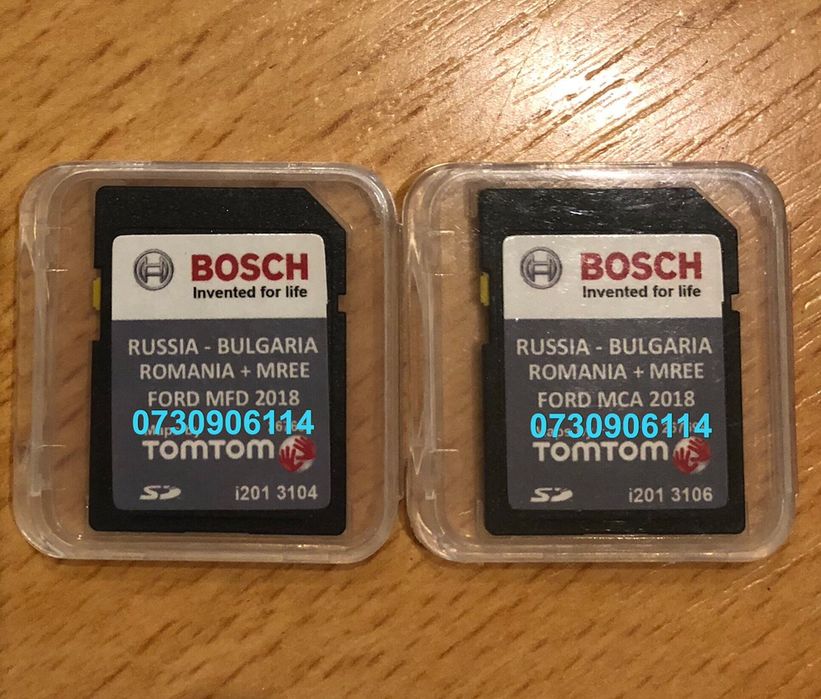 BOSCH
Invented for life
RUSSIA - BULGARIA
ROMANIA + MREE
FORD MFD 2018
0730906114
TOMTOM
SD
i201 3104
BOSCH
Invented for life
RUSSIA - BULGARIA
ROMANIA + MREE
FORD MCA 2018
0730906114
TOMTOM
SD
i201 3106